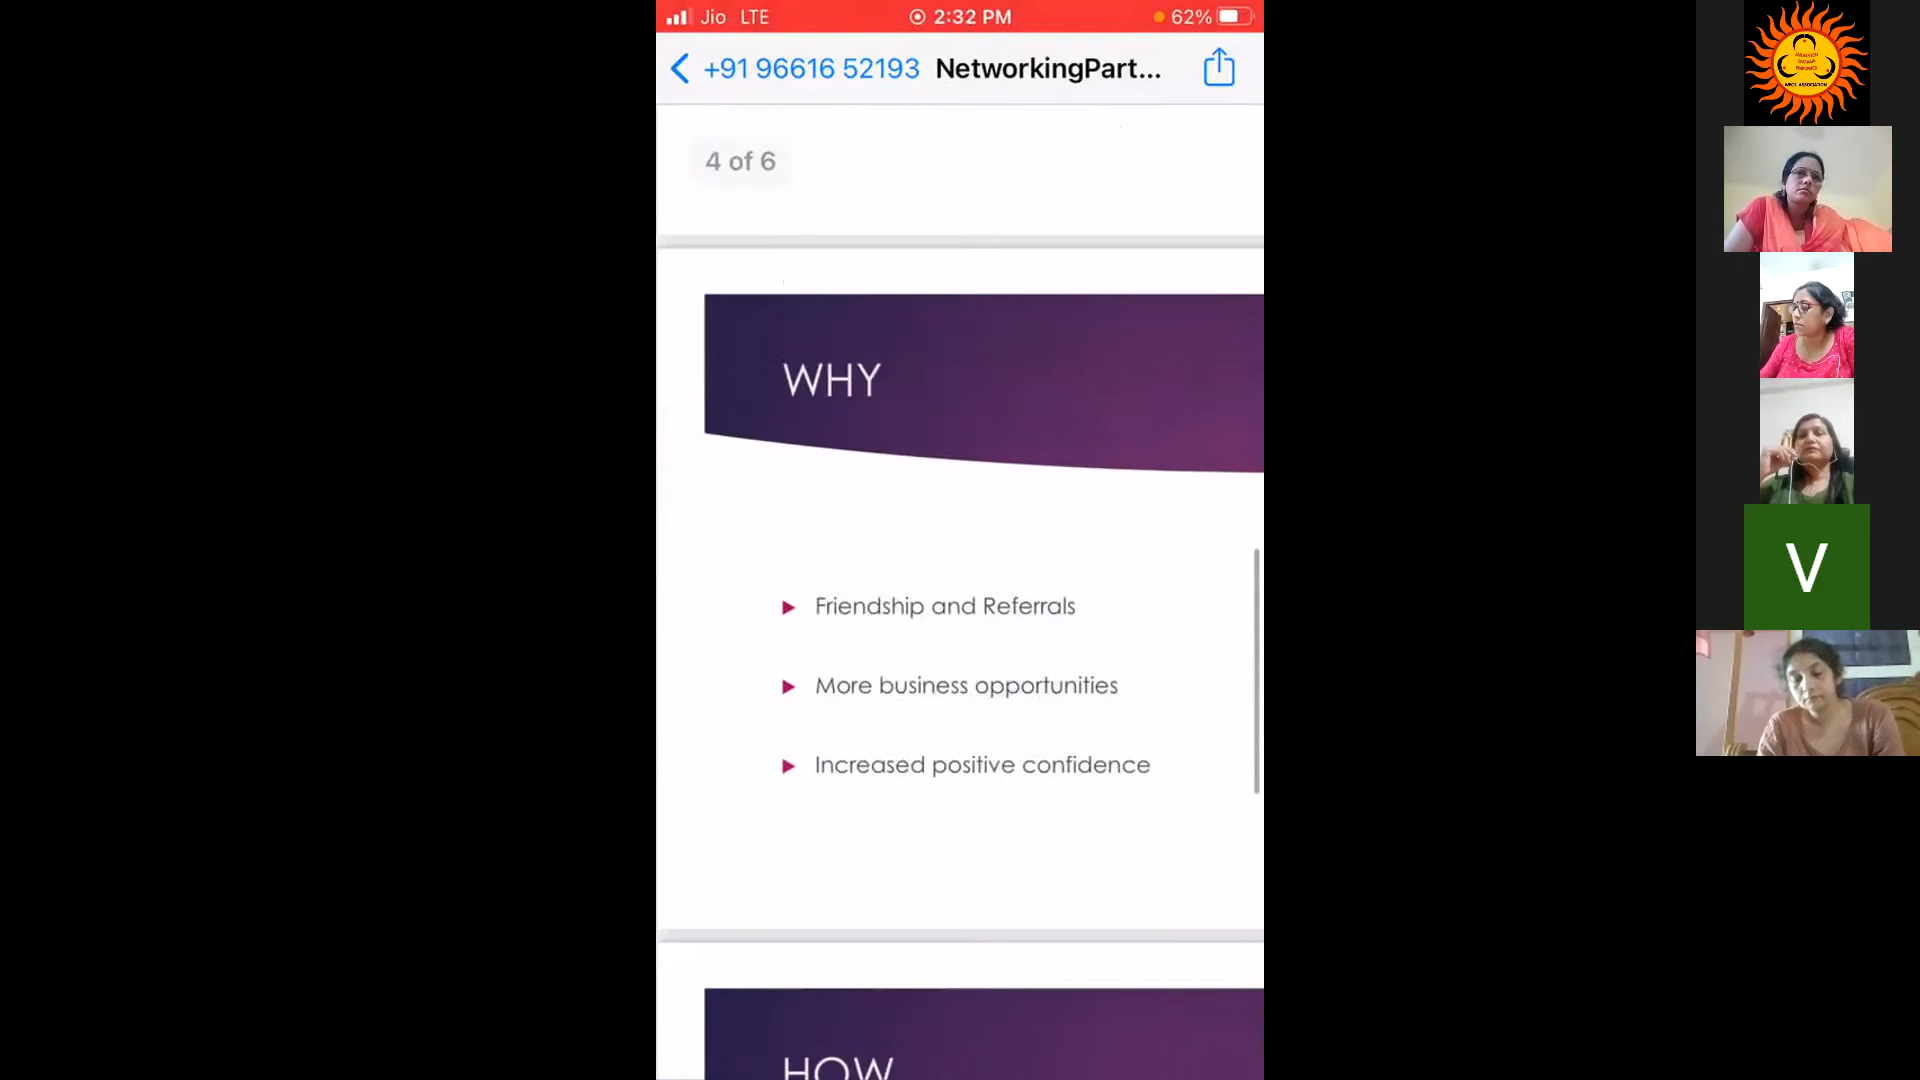 Jio LTE 2:32 PM 62%
+91 96616 52193 NetworkingPart...
4 of 6
WHY
Friendship and Referrals
More business opportunities
Increased positive confidence
HOW
V